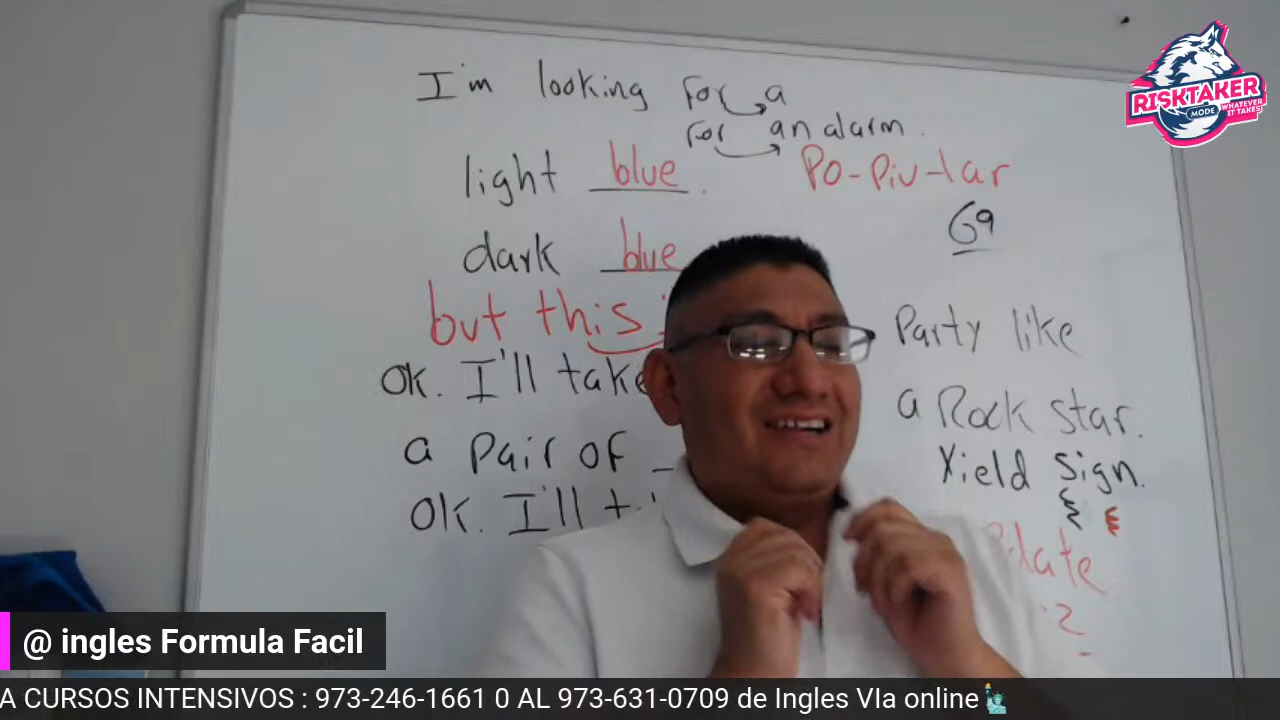 I'm looking for a
for an alarm.
light blue.
Po-Piu-lar
69
dark blue
but this
Party like
ok. I'll take
a Rock star.
a pair of
Yield Sign.
ok. I'll
RISKTAKER
MODE
WHATEVER
IT TAKES
@ ingles Formula Facil
A CURSOS INTENSIVOS : 973-246-1661 0 AL 973-631-0709 de Ingles VIa online🗽